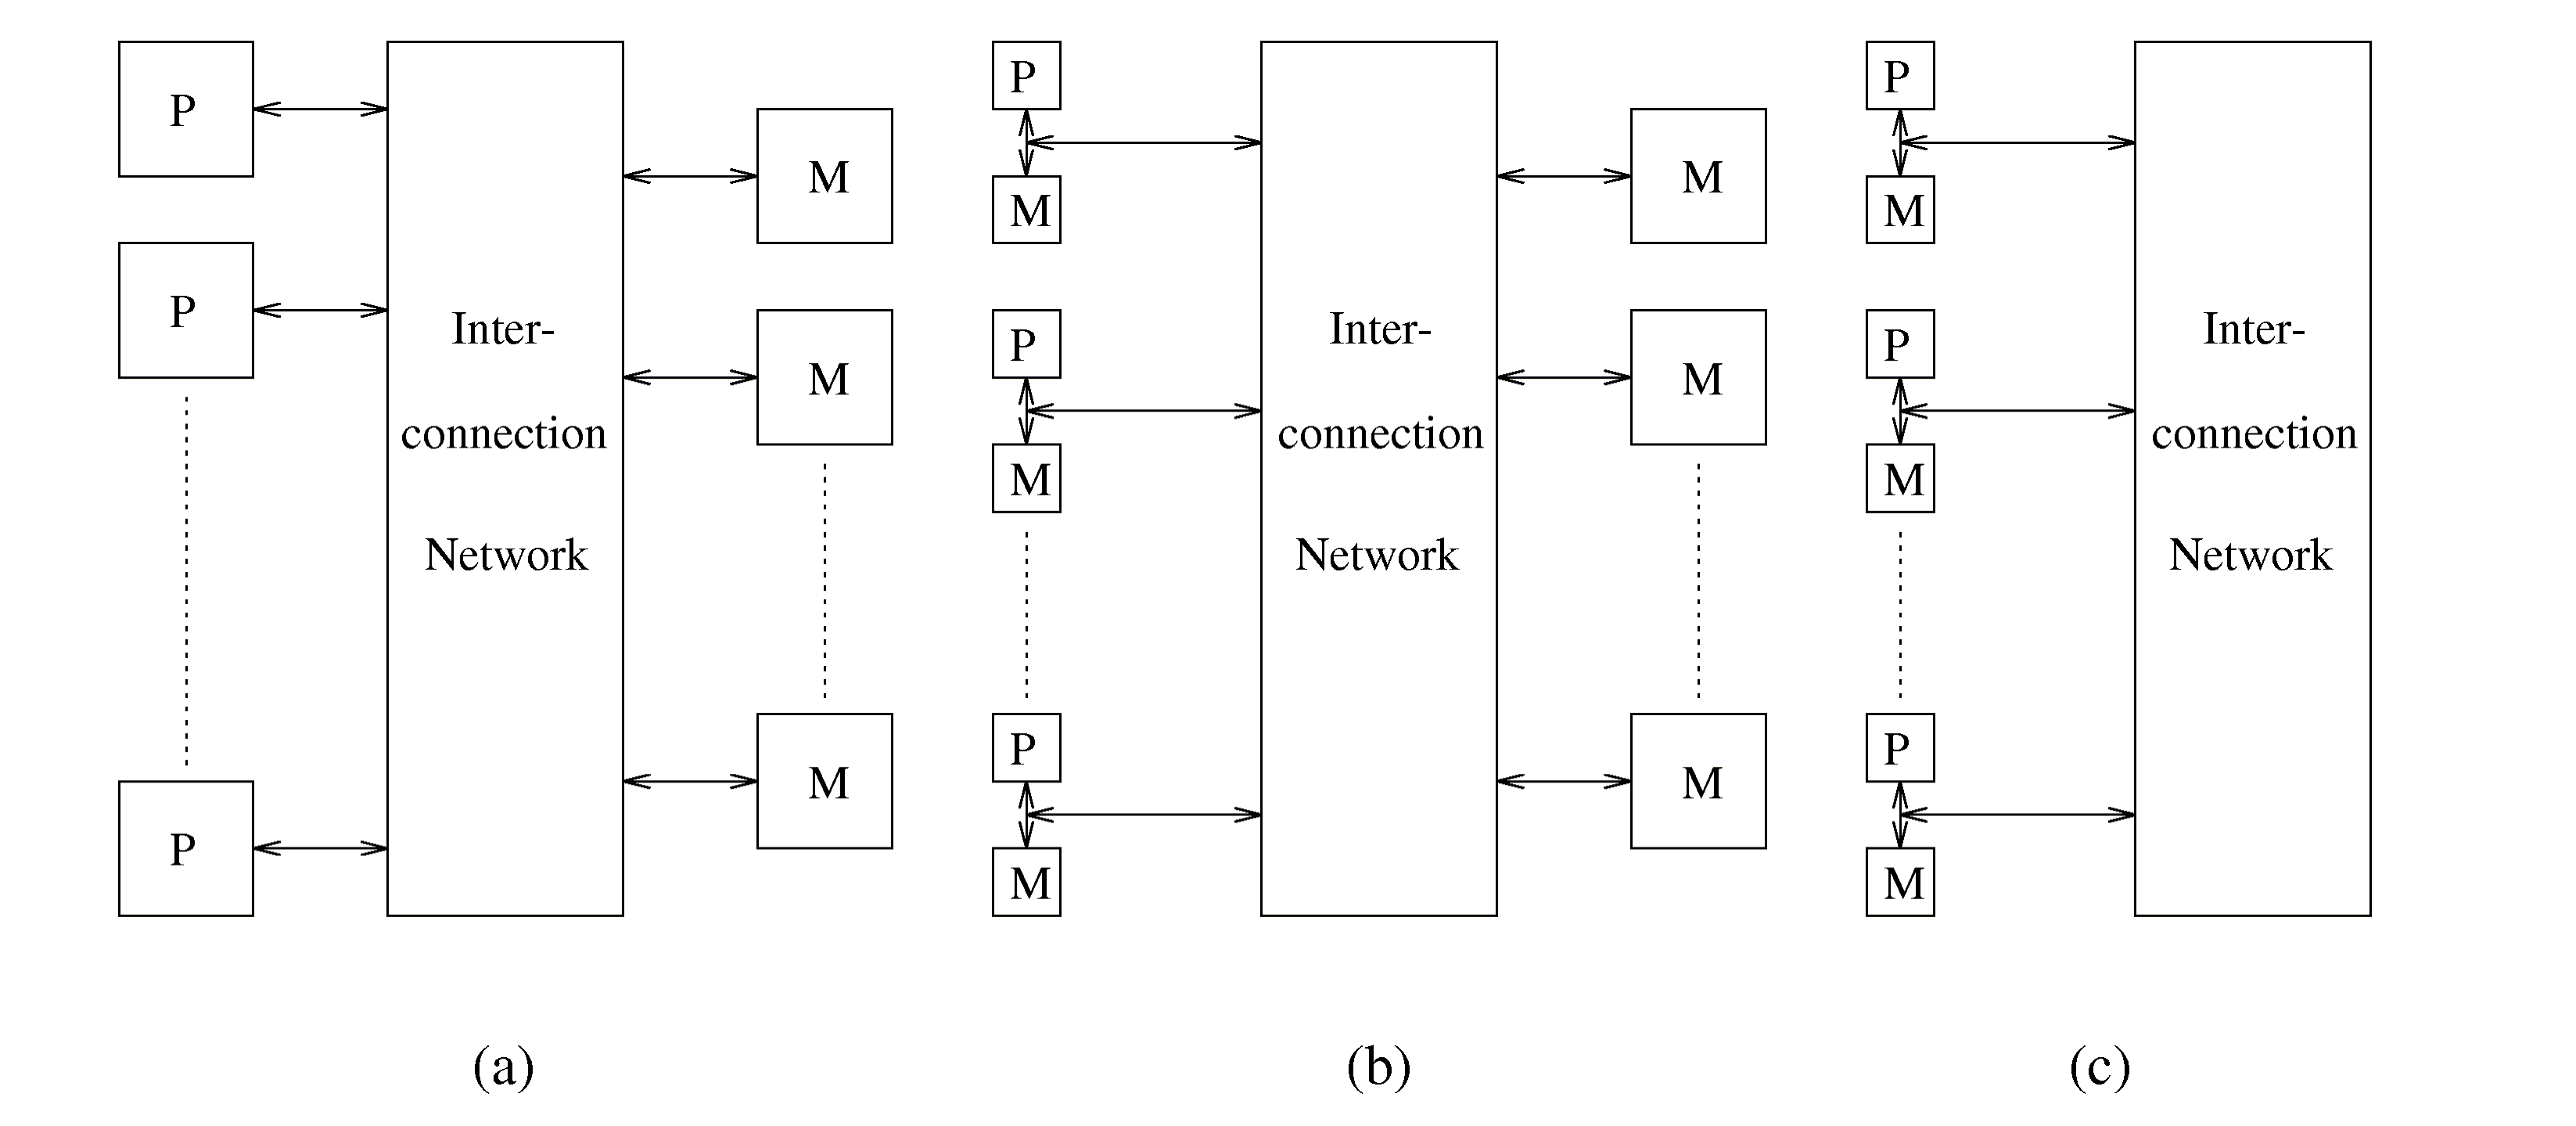 P
P
P
Inter-
connection
Network
M
M
M
(a)
P
M
P
M
P
M
Inter-
connection
Network
M
M
M
(b)
P
M
P
M
P
M
Inter-
connection
Network
(c)